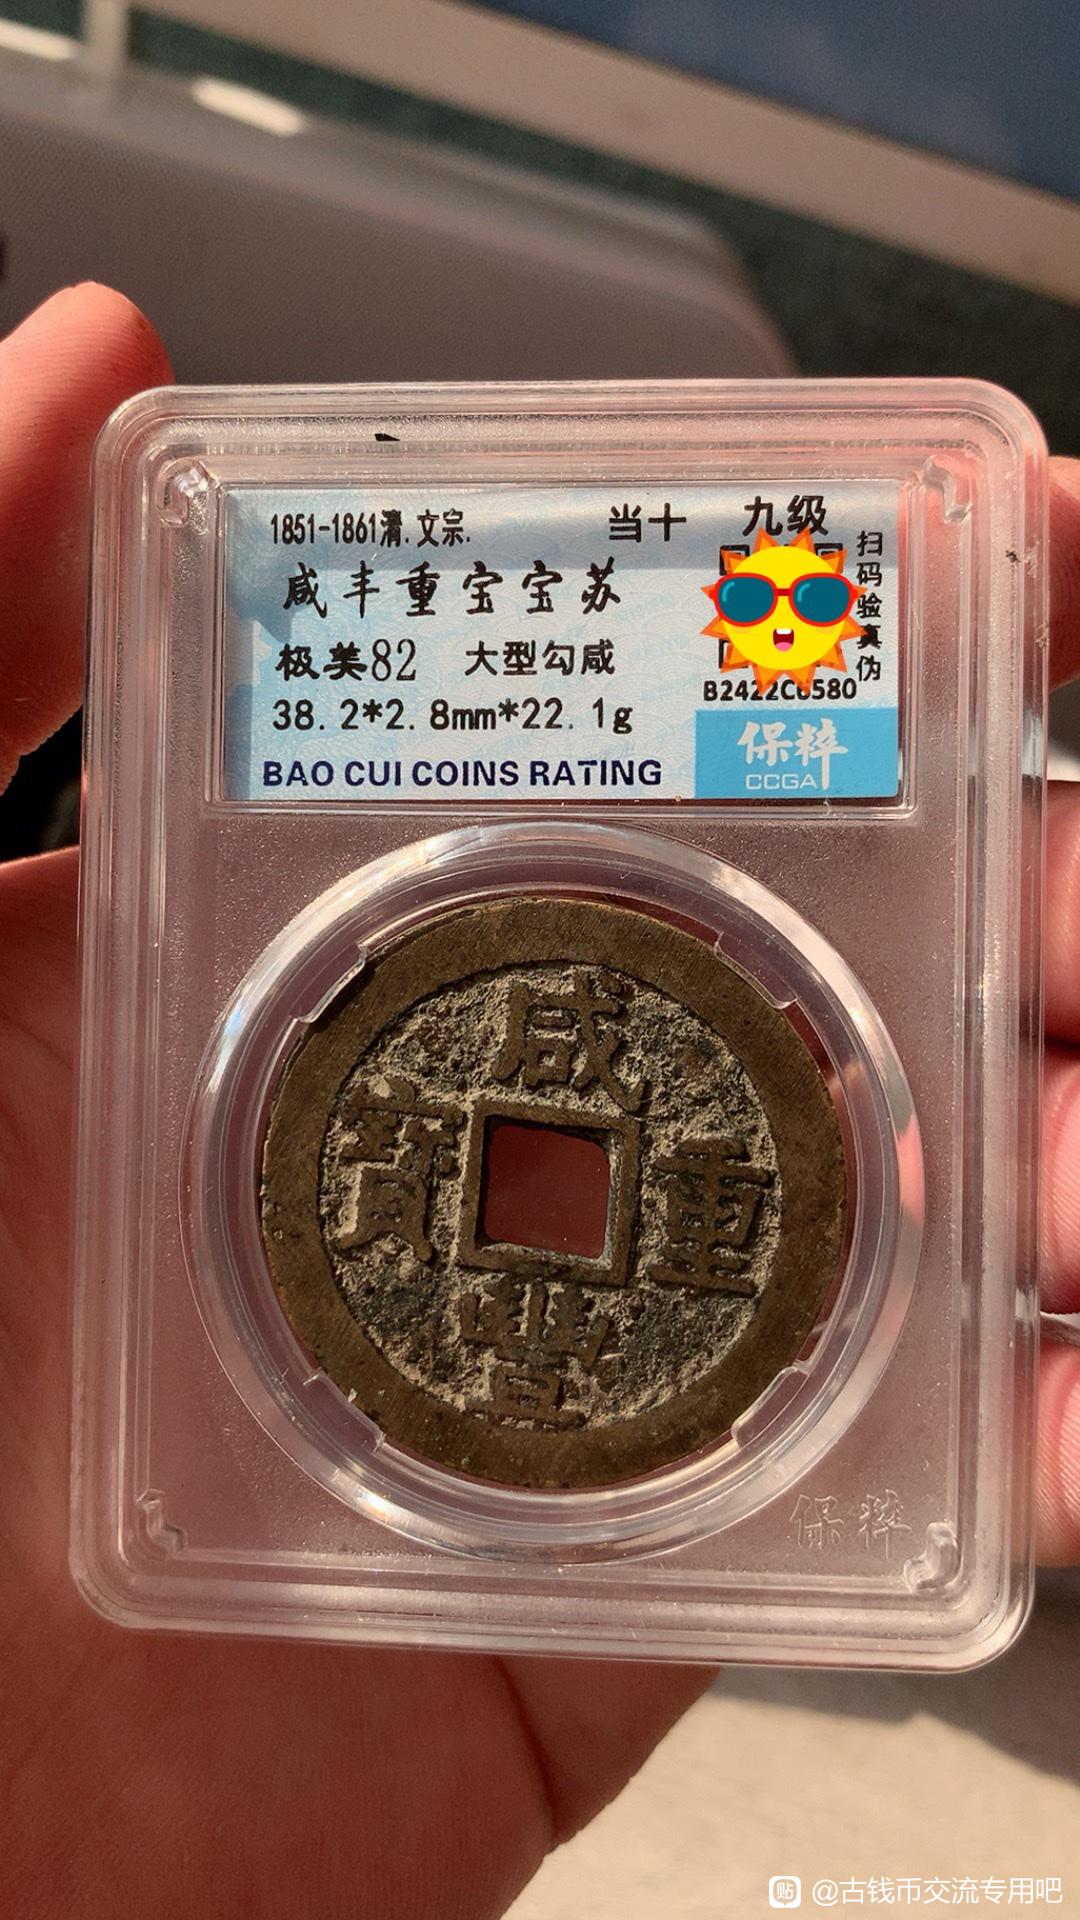 1851-1861清.文宗. 当十 九级
咸丰重宝宝苏
极美82 大型勾咸
38.2*2.8mm*22.1g
BAO CUI COINS RATING
扫码验真伪
保粹
CCGA
咸
寶 重
豐
保粹
贴 @古钱币交流专用吧